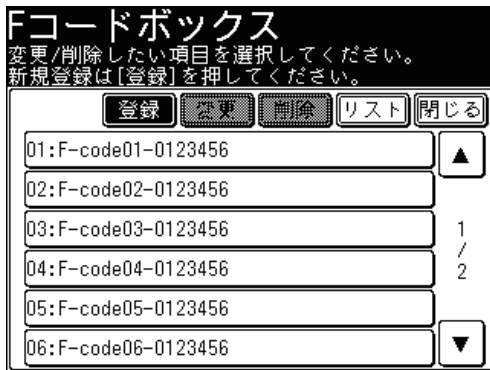 Fコードボックス
変更/削除したい項目を選択してください。
新規登録は[登録]を押してください。
登録 変更 削除 リスト 閉じる
01:F-code01-0123456 ▲
02:F-code02-0123456
03:F-code03-0123456 1
/
04:F-code04-0123456 2
05:F-code05-0123456
06:F-code06-0123456 ▼